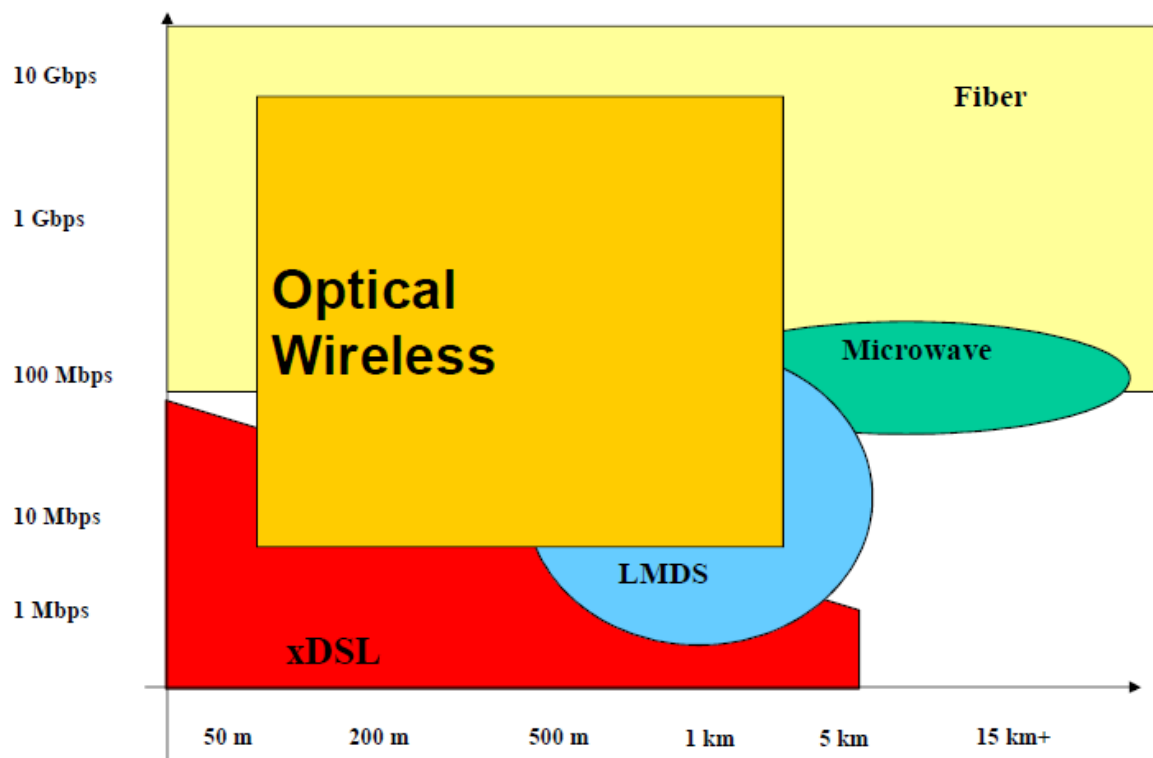 10 Gbps
Fiber
1 Gbps
Optical
Wireless
Microwave
100 Mbps
10 Mbps
LMDS
1 Mbps
xDSL
50 m
200 m
500 m
1 km
5 km
15 km+